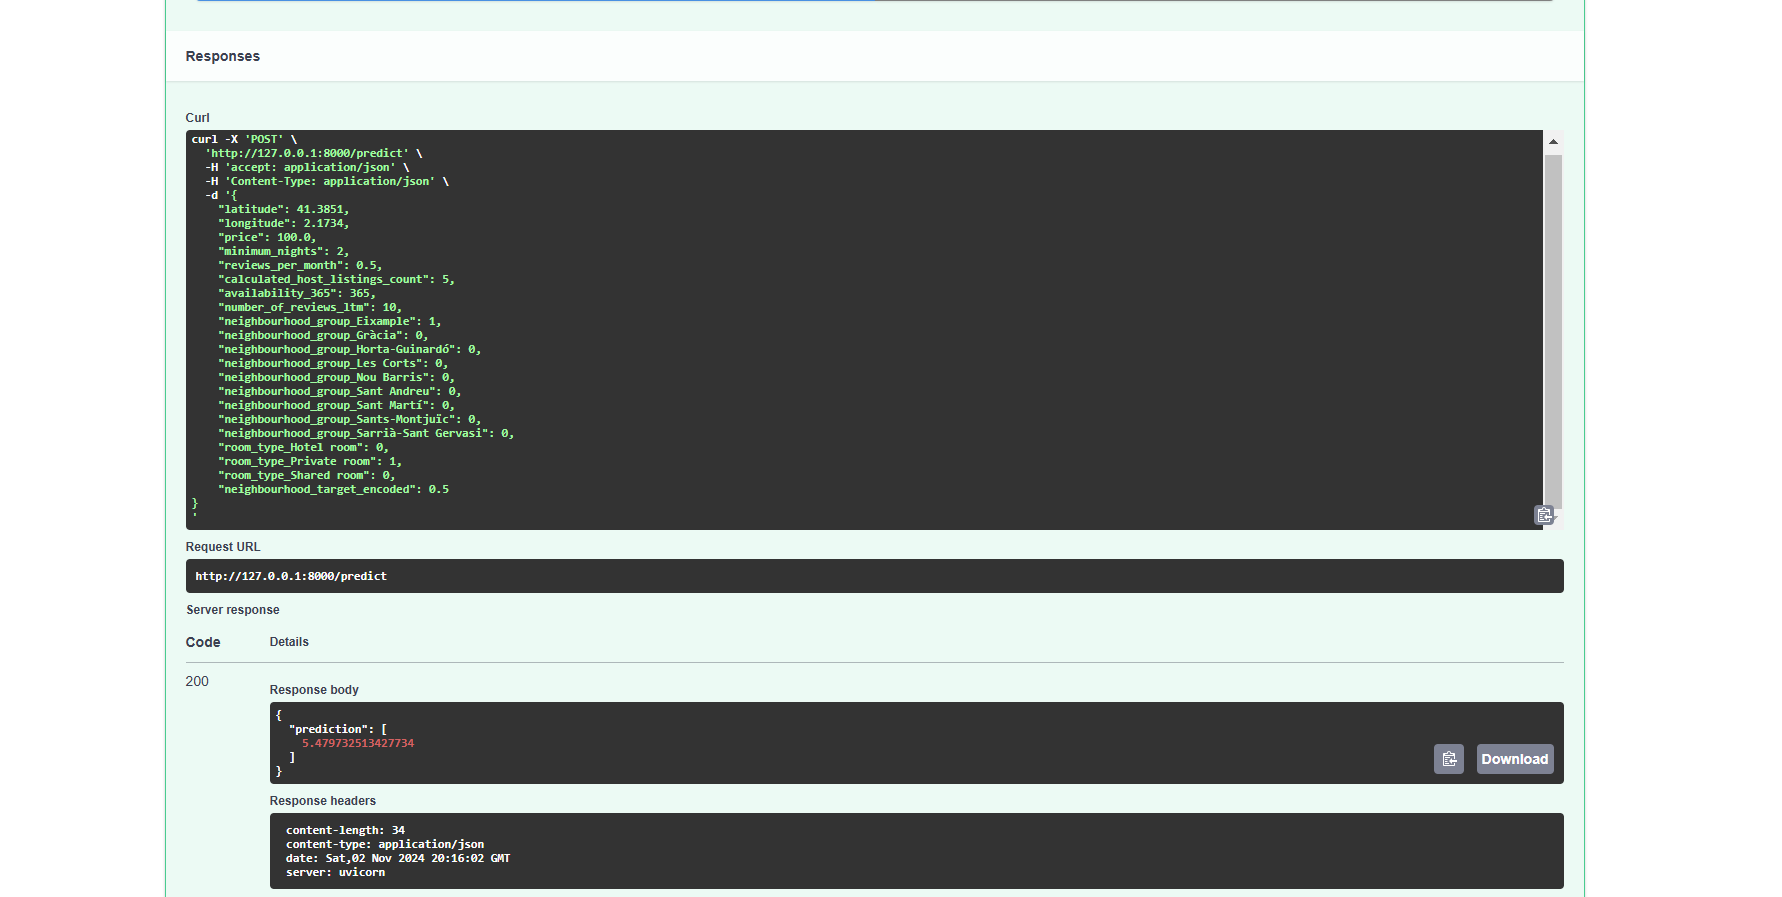 Responses
Curl
curl -X 'POST' \
  'http://127.0.0.1:8000/predict' \
  -H 'accept: application/json' \
  -H 'Content-Type: application/json' \
  -d '{
    "latitude": 41.3851,
    "longitude": 2.1734,
    "price": 100.0,
    "minimum_nights": 2,
    "reviews_per_month": 0.5,
    "calculated_host_listings_count": 5,
    "availability_365": 365,
    "number_of_reviews_ltm": 10,
    "neighbourhood_group_Eixample": 1,
    "neighbourhood_group_Gràcia": 0,
    "neighbourhood_group_Horta-Guinardó": 0,
    "neighbourhood_group_Les Corts": 0,
    "neighbourhood_group_Nou Barris": 0,
    "neighbourhood_group_Sant Andreu": 0,
    "neighbourhood_group_Sant Martí": 0,
    "neighbourhood_group_Sants-Montjuïc": 0,
    "neighbourhood_group_Sarrià-Sant Gervasi": 0,
    "room_type_Hotel room": 0,
    "room_type_Private room": 1,
    "room_type_Shared room": 0,
    "neighbourhood_target_encoded": 0.5
}
'
Request URL
http://127.0.0.1:8000/predict
Server response
Code Details
200
Response body
{
  "prediction": [
    5.479732513427734
  ]
}
Download
Response headers
content-length: 34
content-type: application/json
date: Sat,02 Nov 2024 20:16:02 GMT
server: uvicorn